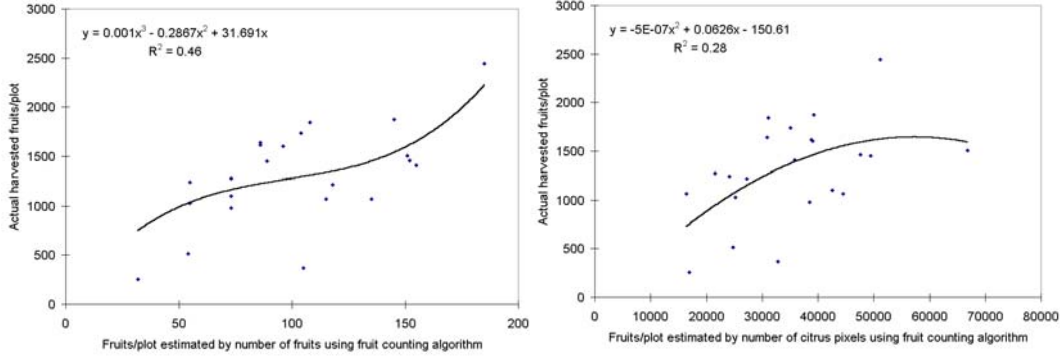 3000
2500
2000
1500
1000
500
0
Actual harvested fruits/plot
y = 0.001x³ - 0.2867x² + 31.691x
R² = 0.46
0 50 100 150 200
Fruits/plot estimated by number of fruits using fruit counting algorithm
3000
2500
2000
1500
1000
500
0
Actual harvested fruits/plot
y = -5E-07x² + 0.0626x - 150.61
R² = 0.28
0 10000 20000 30000 40000 50000 60000 70000 80000
Fruits/plot estimated by number of citrus pixels using fruit counting algorithm